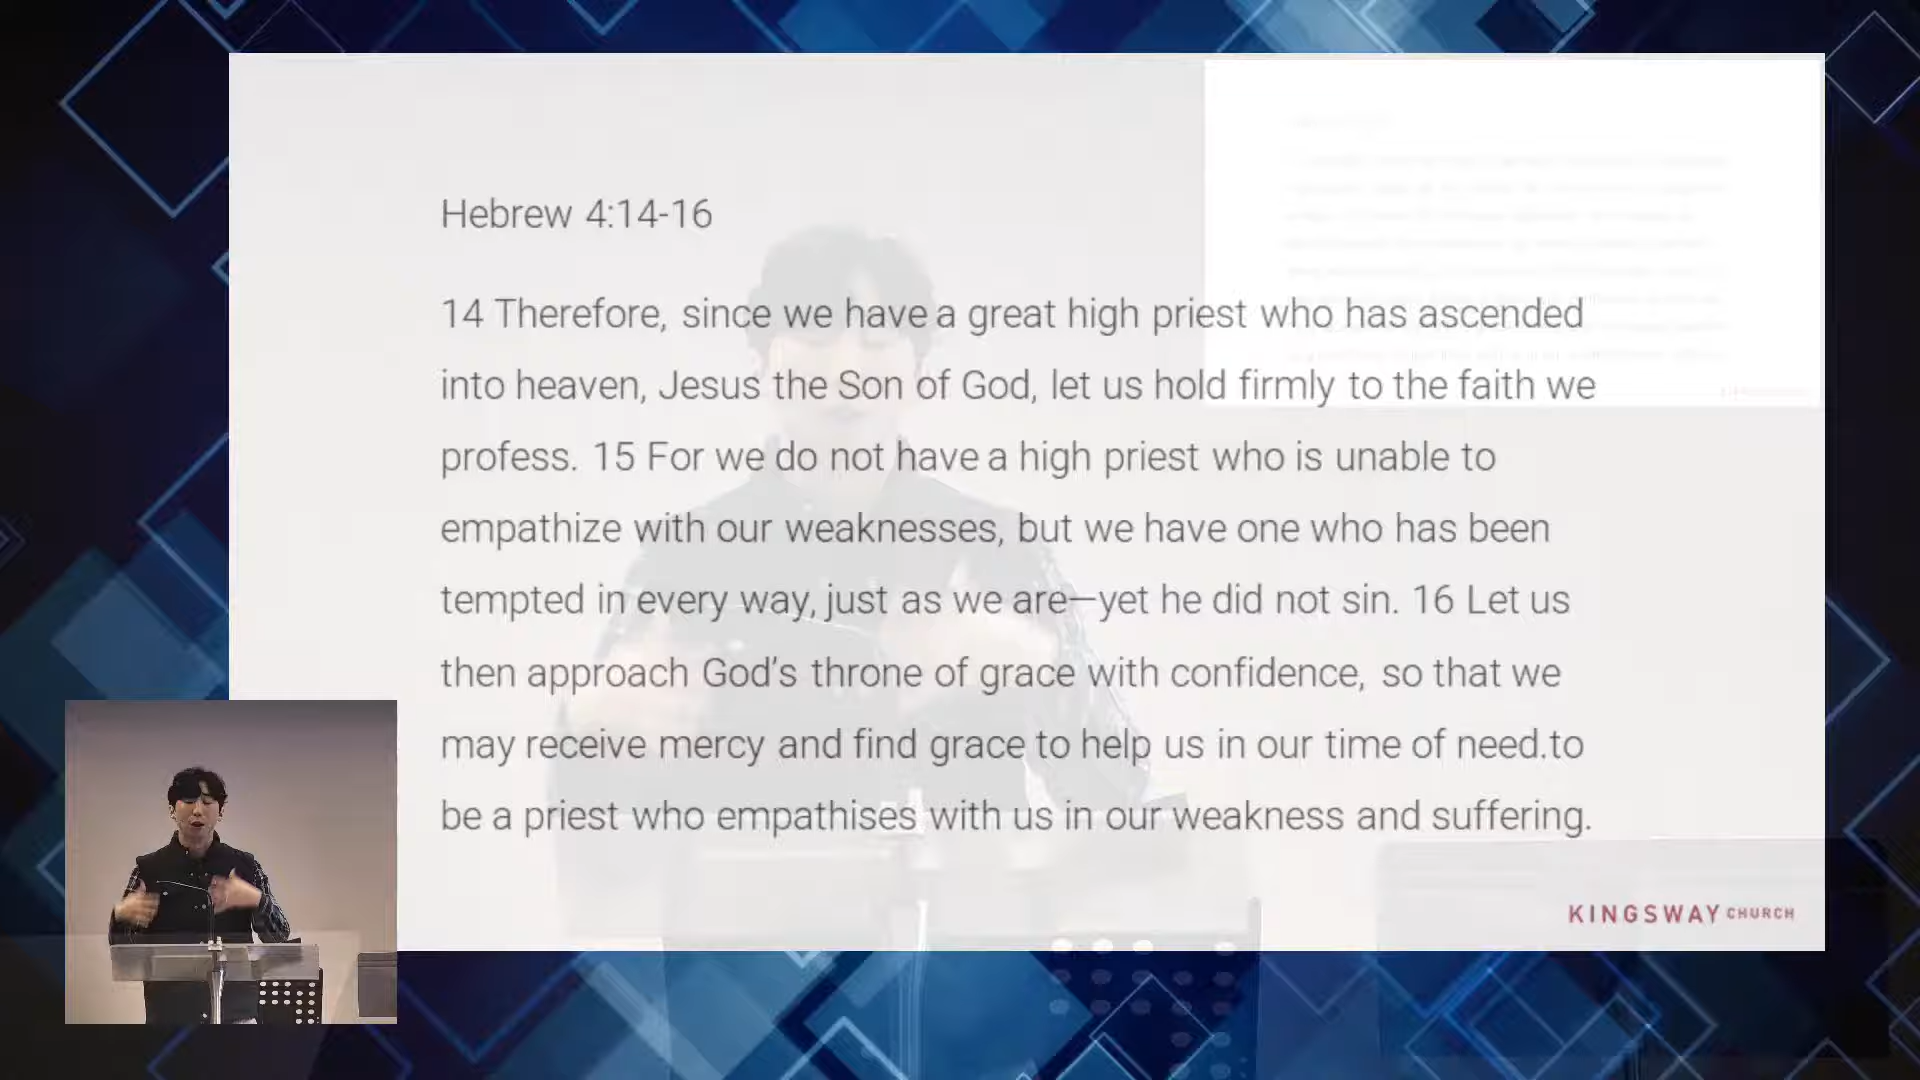 Hebrew 4:14-16
14 Therefore, since we have a great high priest who has ascended
into heaven, Jesus the Son of God, let us hold firmly to the faith we
profess. 15 For we do not have a high priest who is unable to
empathize with our weaknesses, but we have one who has been
tempted in every way, just as we are—yet he did not sin. 16 Let us
then approach God's throne of grace with confidence, so that we
may receive mercy and find grace to help us in our time of need.to
be a priest who empathises with us in our weakness and suffering.
KINGSWAY CHURCH